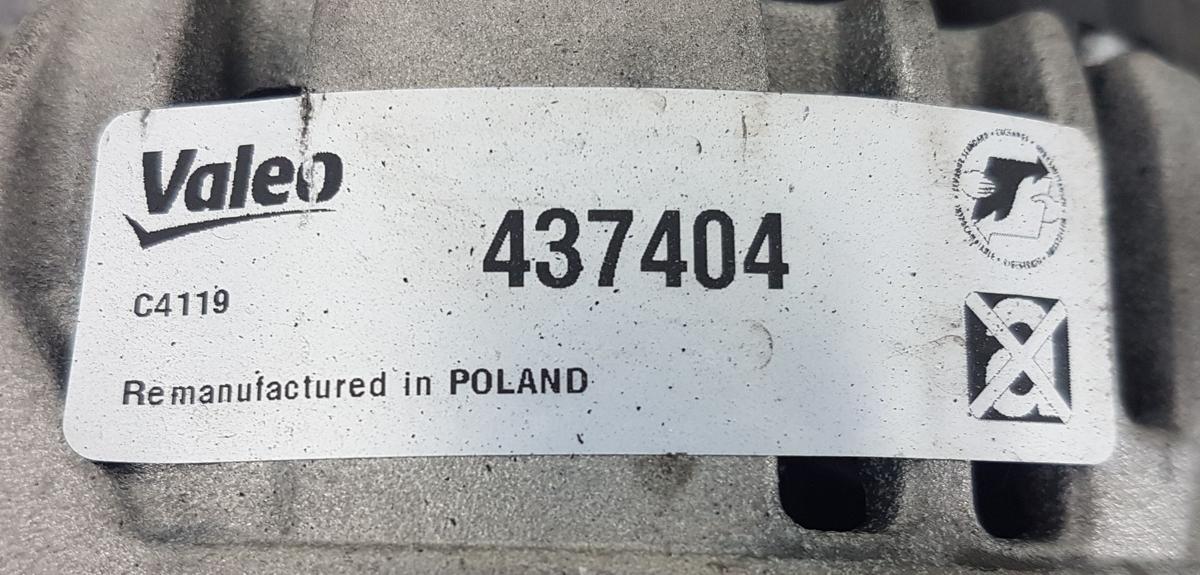 Valeo
437404
C4119
Remanufactured in POLAND